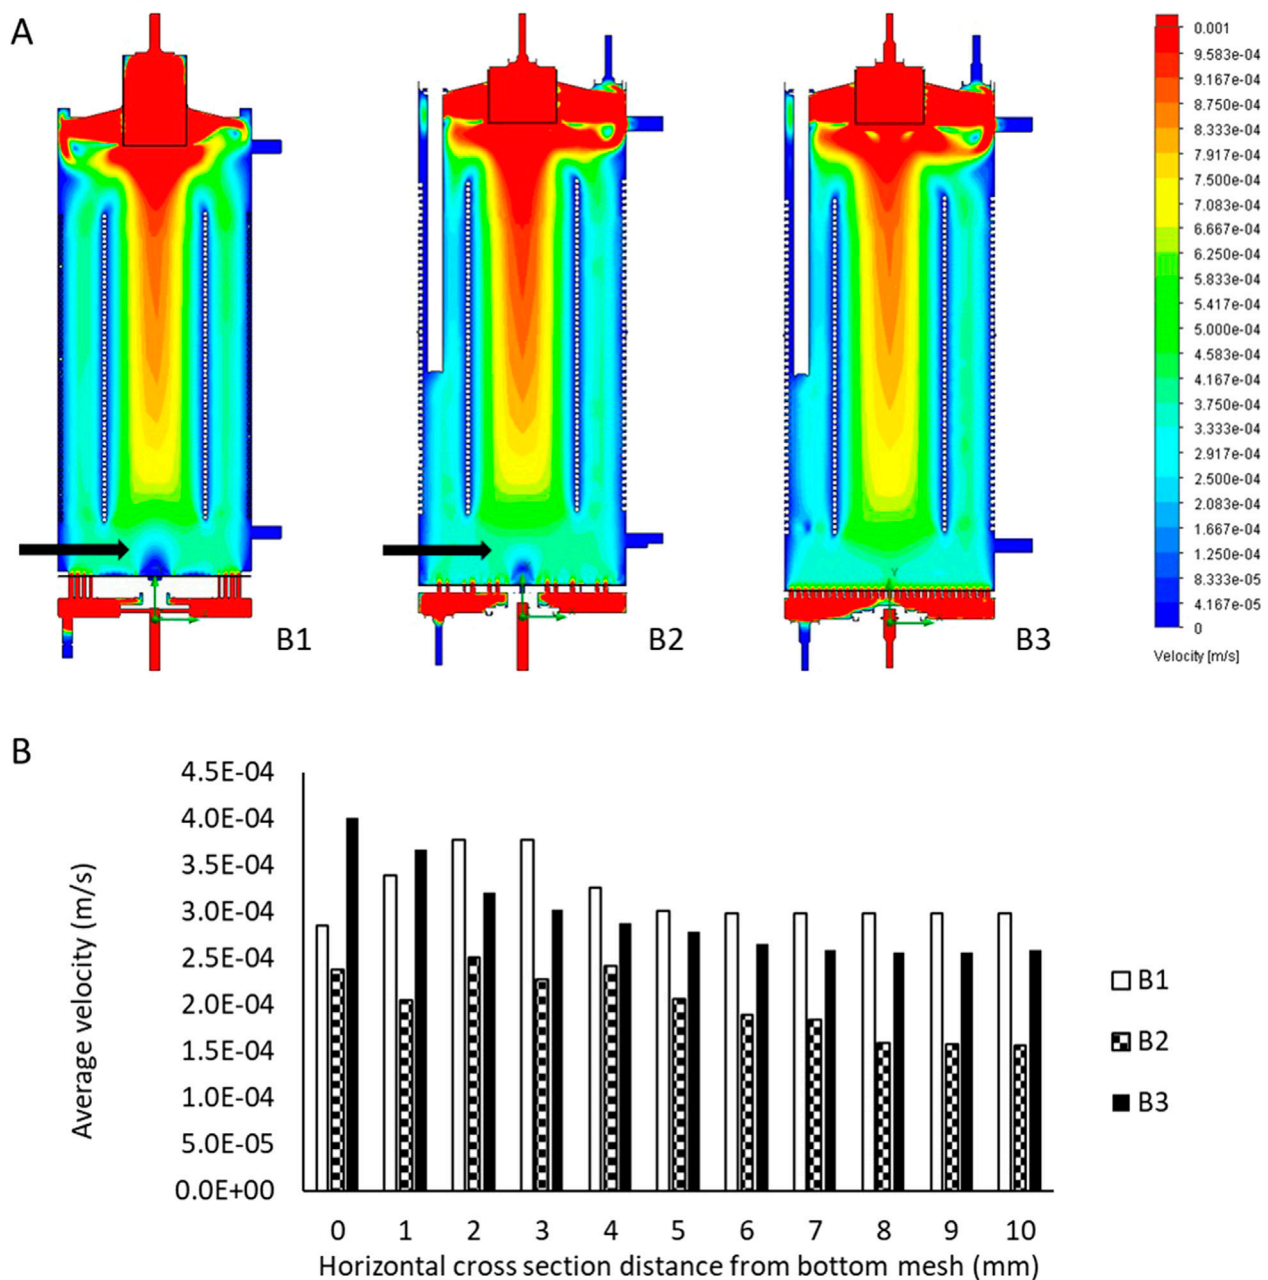 A
B1
B2
B3
0.001
9.583e-04
9.167e-04
8.750e-04
8.333e-04
7.917e-04
7.500e-04
7.083e-04
6.667e-04
6.250e-04
5.833e-04
5.417e-04
5.000e-04
4.583e-04
4.167e-04
3.750e-04
3.333e-04
2.917e-04
2.500e-04
2.083e-04
1.667e-04
1.250e-04
8.333e-05
4.167e-05
0
Velocity [m/s]
B
Average velocity (m/s)
4.5E-04
4.0E-04
3.5E-04
3.0E-04
2.5E-04
2.0E-04
1.5E-04
1.0E-04
5.0E-05
0.0E+00
0 1 2 3 4 5 6 7 8 9 10
Horizontal cross section distance from bottom mesh (mm)
B1
B2
B3